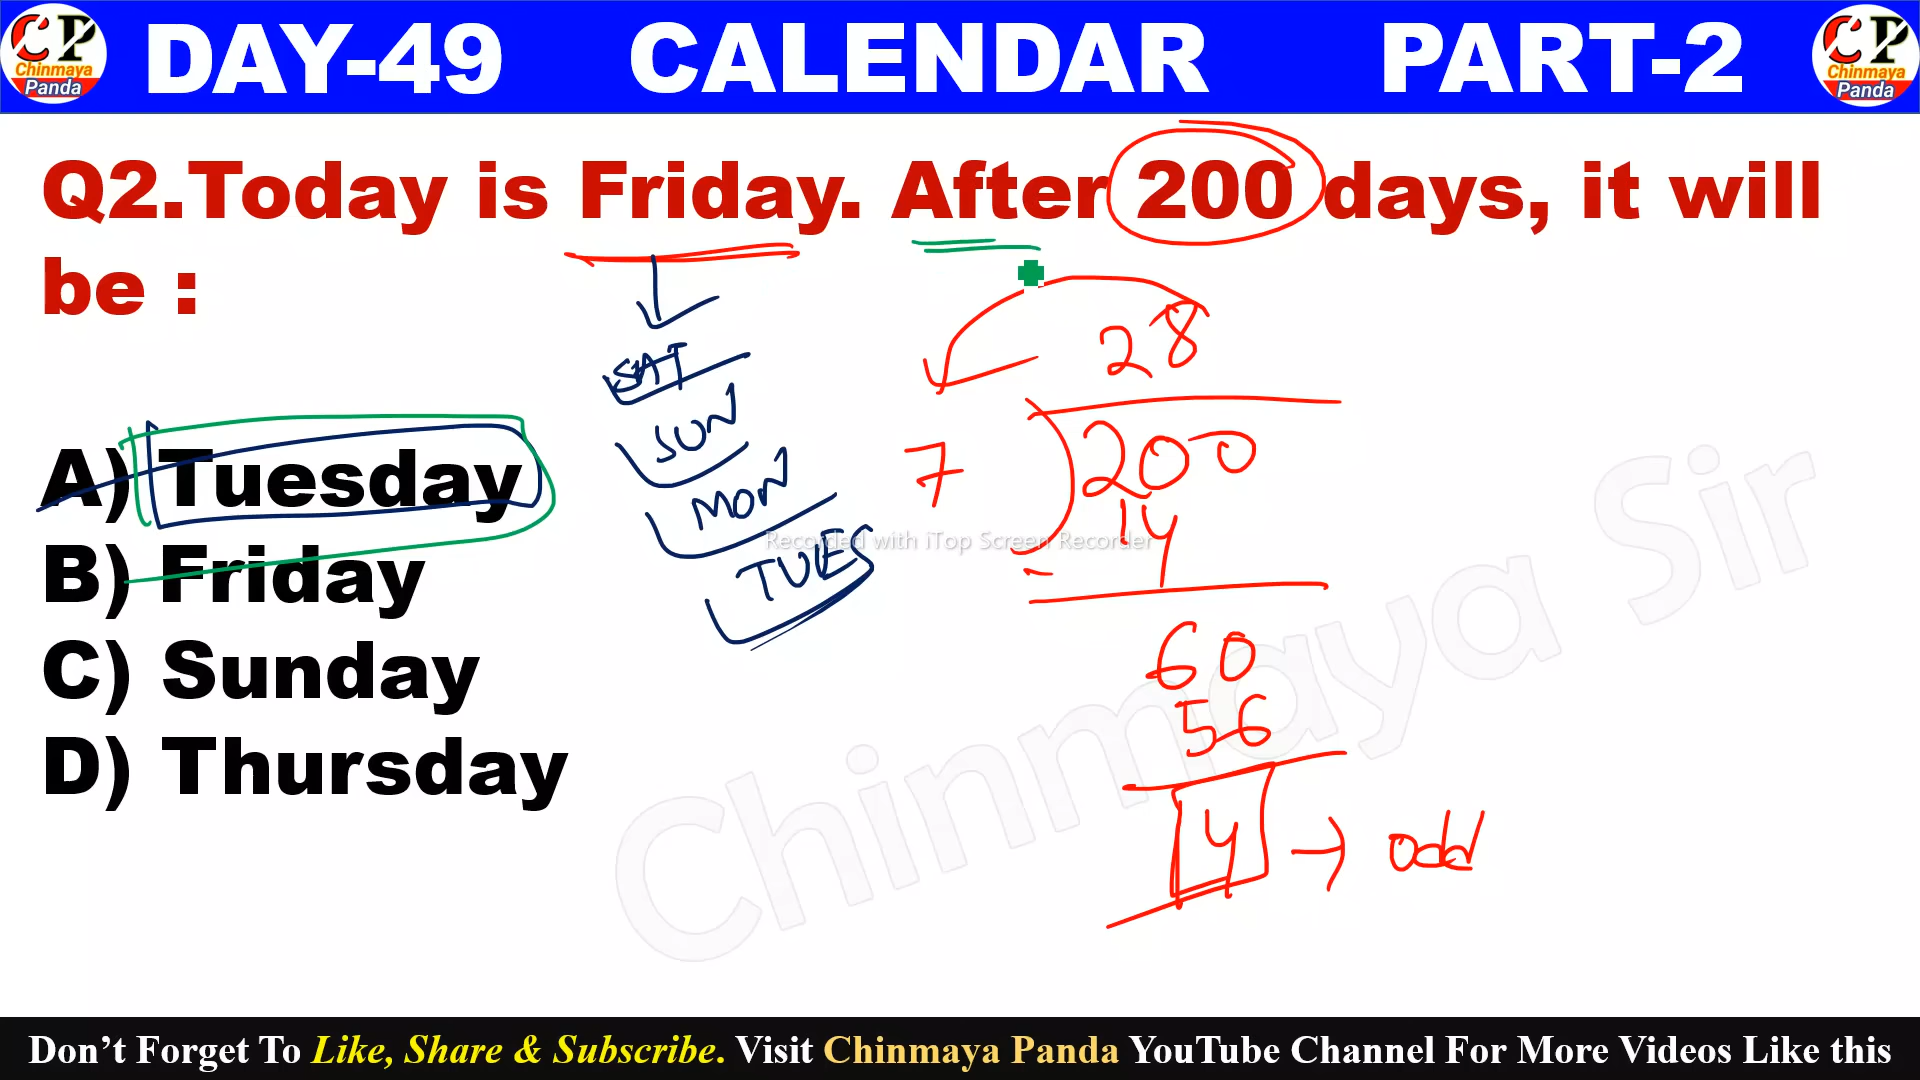 CP Chinmaya Panda DAY-49 CALENDAR PART-2 CP Chinmaya Panda
Q2.Today is Friday. After 200 days, it will
be :
28
SAT
SUN
A) Tuesday
7 200
MON
14
Recorded with iTop Screen Recorder
B) Friday
TUES
60
C) Sunday
56
D) Thursday
4 → odd
Chinmaya Sir
Don’t Forget To Like, Share & Subscribe. Visit Chinmaya Panda YouTube Channel For More Videos Like this